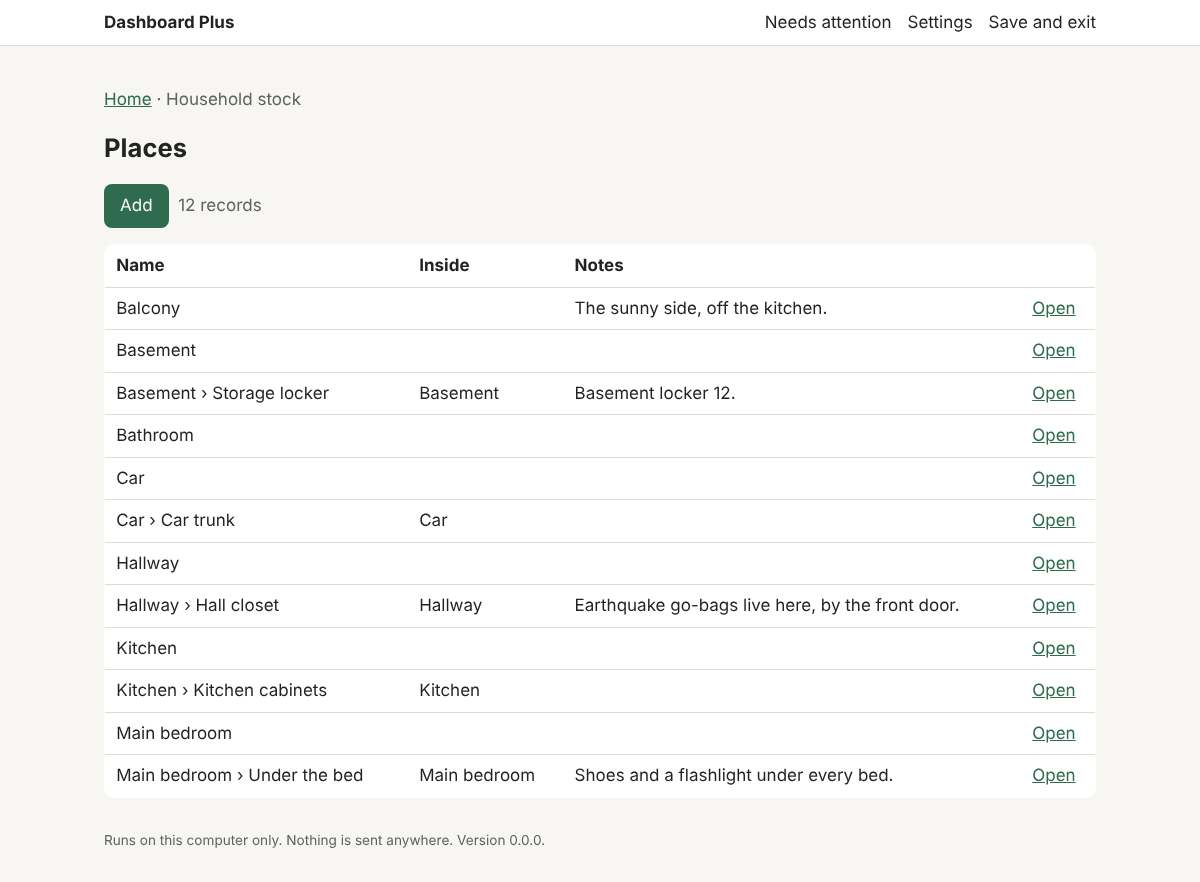 Dashboard Plus Needs attention Settings Save and exit
Home · Household stock
Places
Add 12 records
Name Inside Notes
Balcony The sunny side, off the kitchen. Open
Basement Open
Basement › Storage locker Basement Basement locker 12. Open
Bathroom Open
Car Open
Car › Car trunk Car Open
Hallway Open
Hallway › Hall closet Hallway Earthquake go-bags live here, by the front door. Open
Kitchen Open
Kitchen › Kitchen cabinets Kitchen Open
Main bedroom Open
Main bedroom › Under the bed Main bedroom Shoes and a flashlight under every bed. Open
Runs on this computer only. Nothing is sent anywhere. Version 0.0.0.